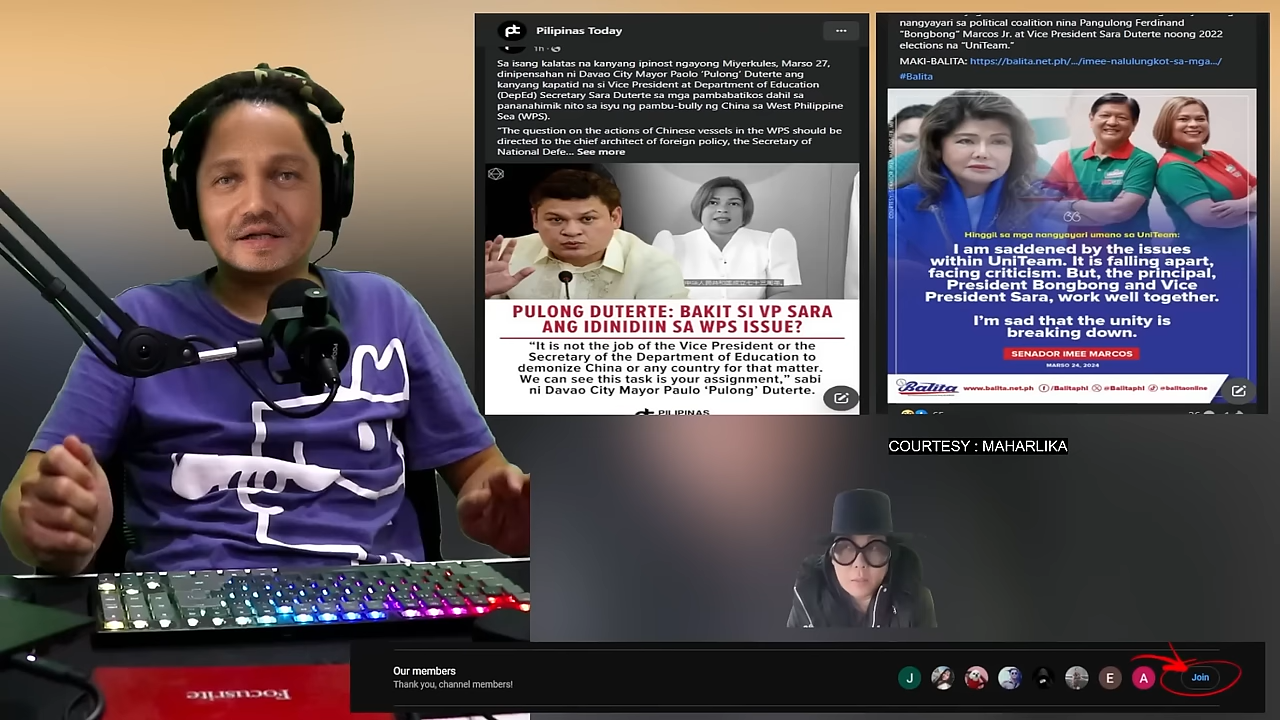 Pilipinas Today
1h
Sa isang kalatas na kanyang ipinost ngayong Miyerkules, Marso 27,
dinipensahan ni Davao City Mayor Paolo 'Pulong' Duterte ang
kanyang kapatid na si Vice President at Department of Education
(DepEd) Secretary Sara Duterte sa mga pambabatikos dahil sa
pananahimik nito sa isyu ng pambu-bully ng China sa West Philippine
Sea (WPS).
"The question on the actions of Chinese vessels in the WPS should be
directed to the chief architect of foreign policy, the Secretary of
National Defe... See more
PULONG DUTERTE: BAKIT SI VP SARA
ANG IDINIDIIN SA WPS ISSUE?
"It is not the job of the Vice President or the
Secretary of the Department of Education to
demonize China or any country for that matter.
We can see this task is your assignment," sabi
ni Davao City Mayor Paolo 'Pulong' Duterte.
PILIPINAS
nangyayari sa political coalition nina Pangulong Ferdinand
"Bongbong" Marcos Jr. at Vice President Sara Duterte noong 2022
elections na "UniTeam."
MAKI-BALITA: https://balita.net.ph/.../imee-nalulungkot-sa-mga.../
#Balita
Hinggil sa mga nangyayari umano sa UniTeam:
I am saddened by the issues
within UniTeam. It is falling apart,
facing criticism. But, the principal,
President Bongbong and Vice
President Sara, work well together.
I'm sad that the unity is
breaking down.
SENADOR IMEE MARCOS
MARSO 24, 2024
Balita www.balita.net.ph /Balitaphl @Balitaphl @balitaonline
COURTESY : MAHARLIKA
Our members
Thank you, channel members!
J E A Join
Focusrite